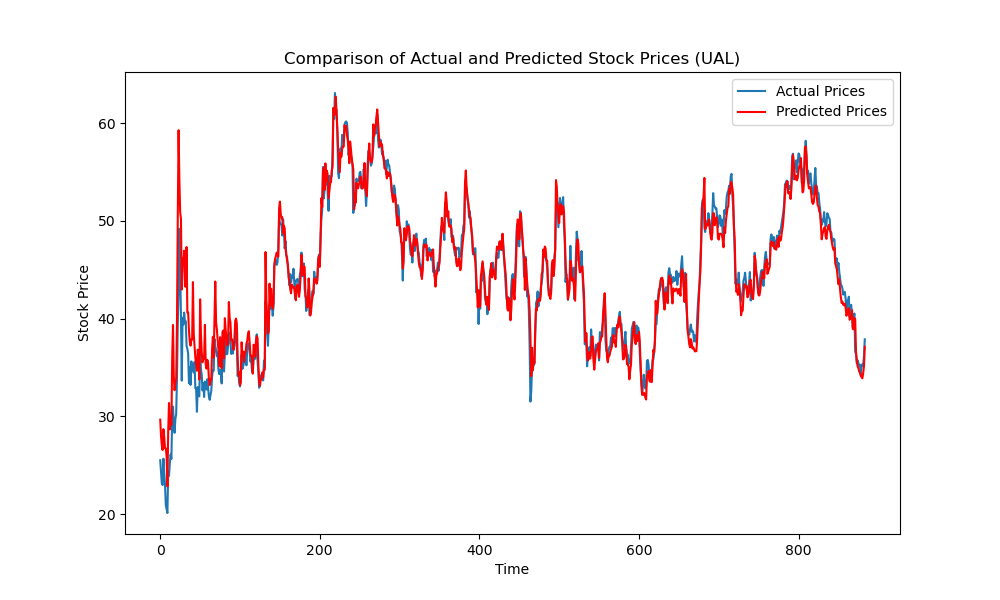 Comparison of Actual and Predicted Stock Prices (UAL)
Actual Prices
Predicted Prices
Stock Price
60
50
40
30
20
0 200 400 600 800
Time